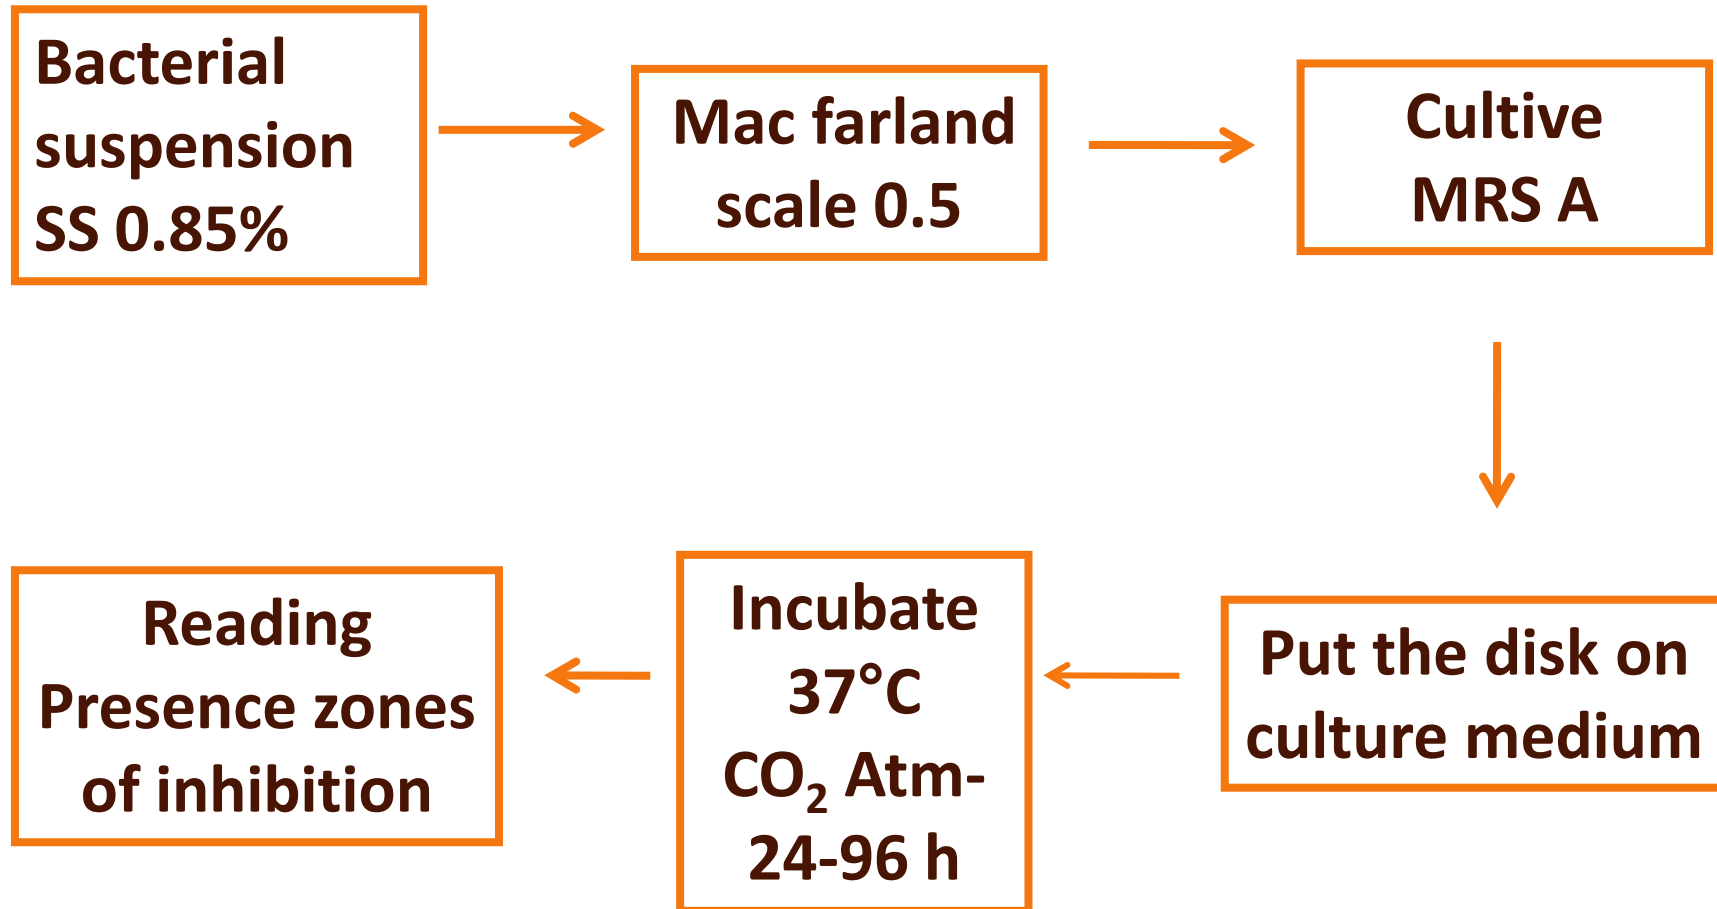 Bacterial
suspension
SS 0.85%
Mac farland
scale 0.5
Cultive
MRS A
Put the disk on
culture medium
Incubate
37°C
CO₂ Atm-
24-96 h
Reading
Presence zones
of inhibition